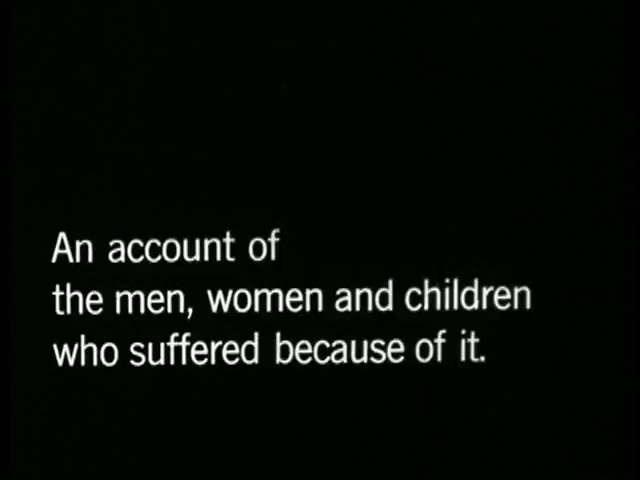 An account of
the men, women and children
who suffered because of it.